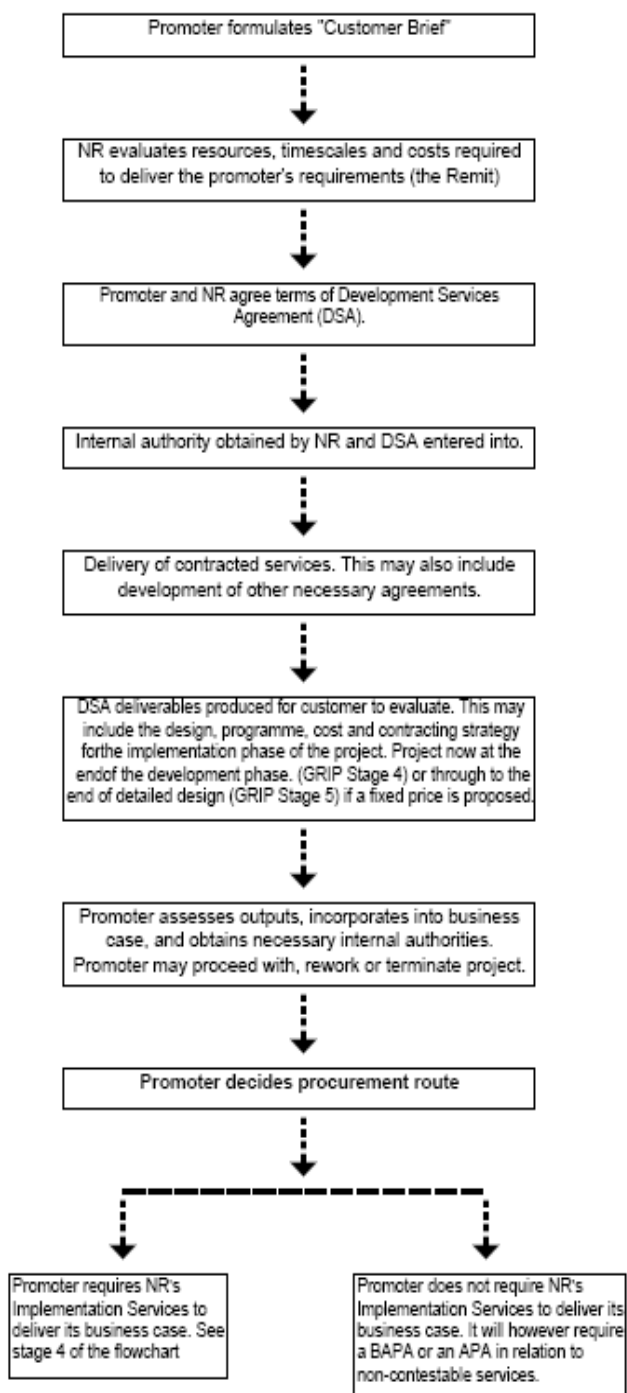 Promoter formulates "Customer Brief"
NR evaluates resources, timescales and costs required
to deliver the promoter's requirements (the Remit)
Promoter and NR agree terms of Development Services
Agreement (DSA).
Internal authority obtained by NR and DSA entered into.
Delivery of contracted services. This may also include
development of other necessary agreements.
DSA deliverables produced for customer to evaluate. This may
include the design, programme, cost and contracting strategy
forthe implementation phase of the project. Project now at the
endof the development phase. (GRIP Stage 4) or through to the
end of detailed design (GRIP Stage 5) if a fixed price is proposed.
Promoter assesses outputs, incorporates into business
case, and obtains necessary internal authorities.
Promoter may proceed with, rework or terminate project.
Promoter decides procurement route
Promoter requires NR's
Implementation Services to
deliver its business case. See
stage 4 of the flowchart
Promoter does not require NR's
Implementation Services to deliver its
business case. It will however require
a BAPA or an APA in relation to
non-contestable services.